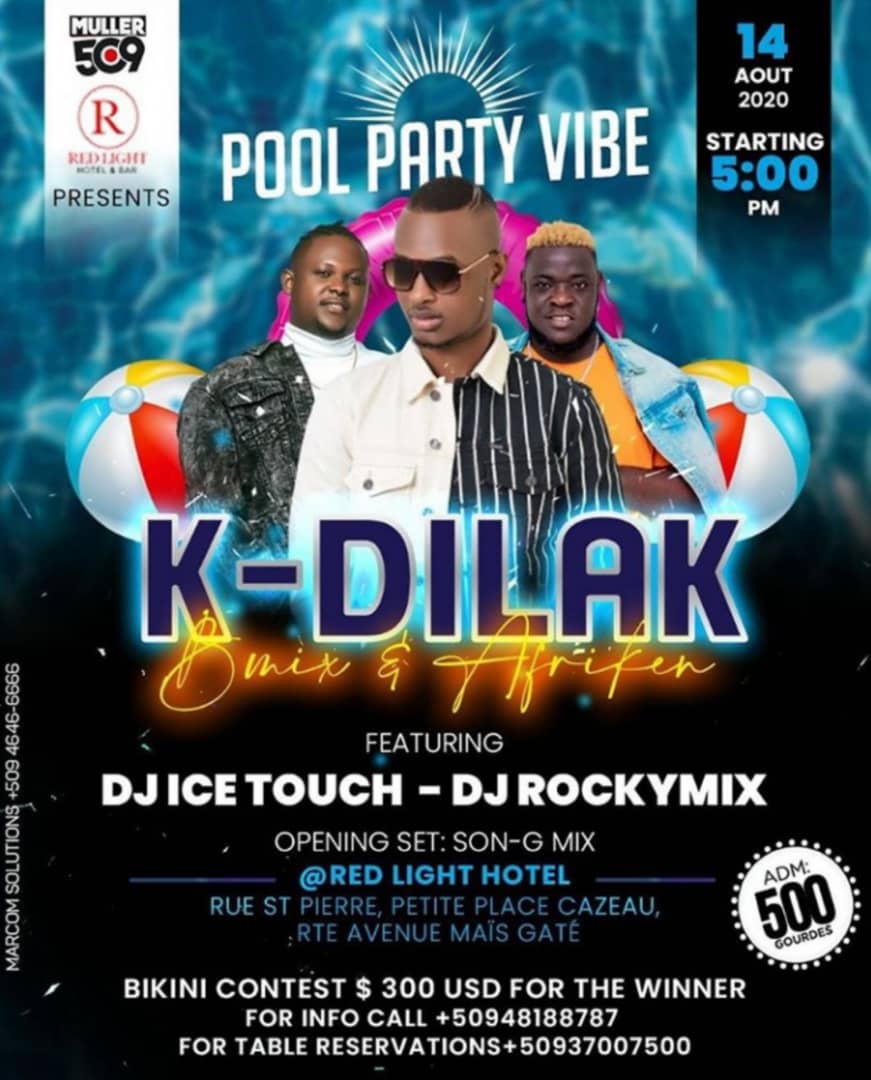 MULLER
509
R
RED LIGHT
HOTEL & BAR
PRESENTS
14
AOUT
2020
STARTING
5:00
PM
POOL PARTY VIBE
K-DILAK
Bmix & Afriken
FEATURING
DJ ICE TOUCH - DJ ROCKYMIX
OPENING SET: SON-G MIX
@RED LIGHT HOTEL
RUE ST PIERRE, PETITE PLACE CAZEAU,
RTE AVENUE MAÏS GATÉ
ADM:
500
GOURDES
BIKINI CONTEST $ 300 USD FOR THE WINNER
FOR INFO CALL +50948188787
FOR TABLE RESERVATIONS+50937007500
MARCOM SOLUTIONS +509 4646-6666